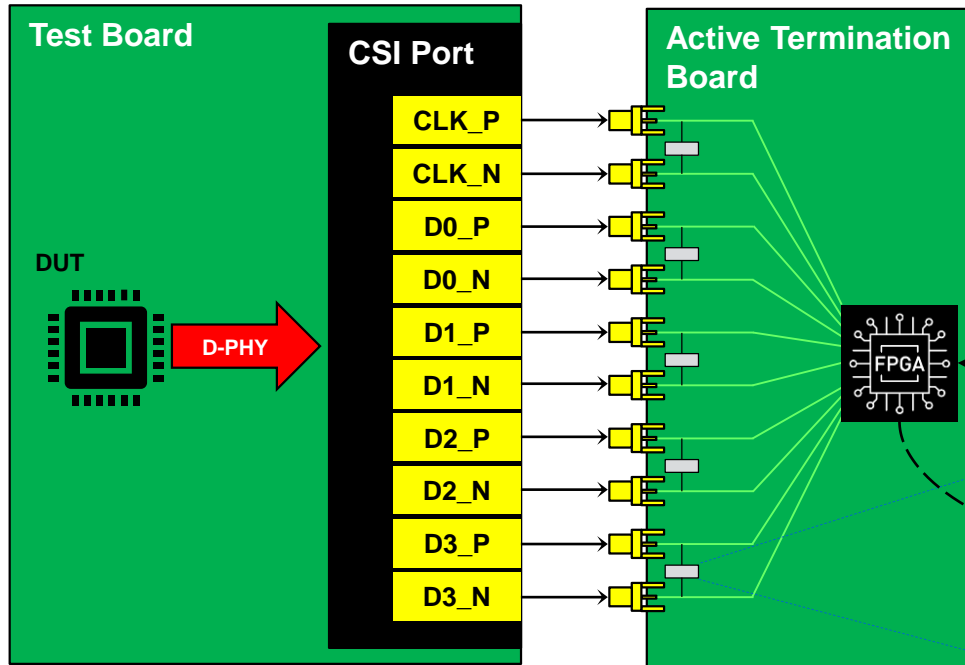 Test Board
CSI Port
Active Termination
Board
CLK_P
CLK_N
D0_P
D0_N
DUT
D1_P
D-PHY
FPGA
D1_N
D2_P
D2_N
D3_P
D3_N